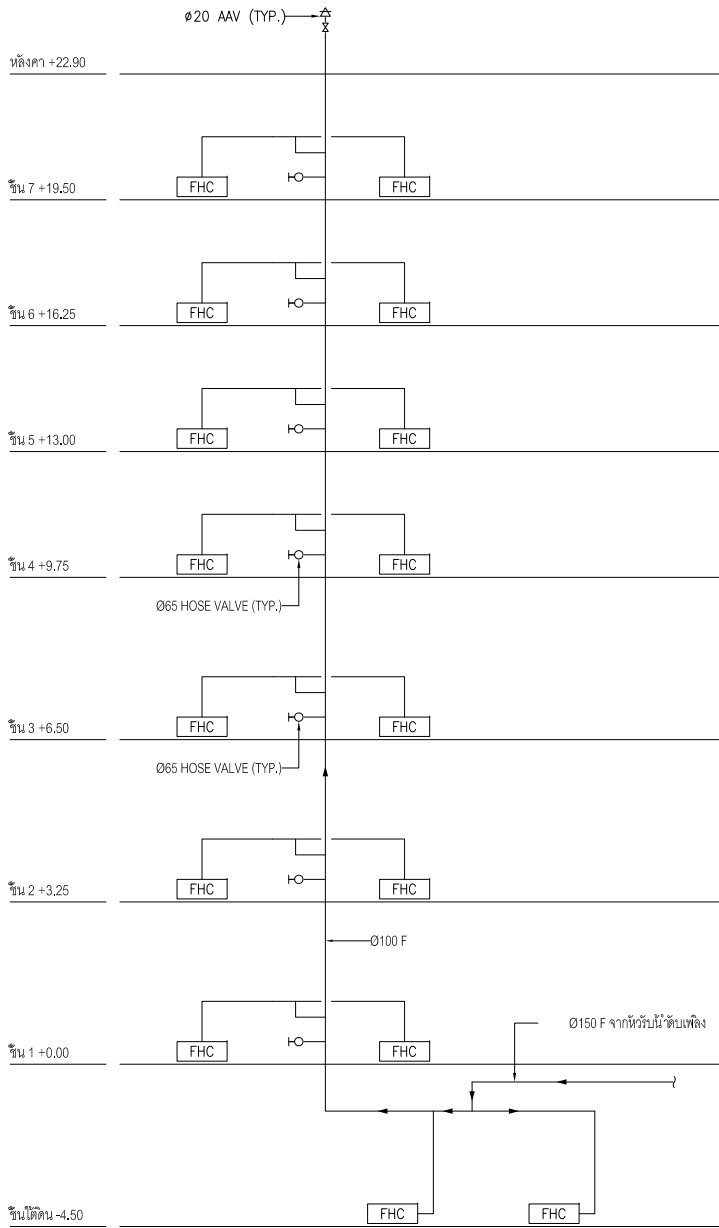 ø20 AAV (TYP.)
หลังคา +22.90
FHC FHC
ชั้น 7 +19.50
FHC FHC
ชั้น 6 +16.25
FHC FHC
ชั้น 5 +13.00
FHC FHC
ชั้น 4 +9.75
Ø65 HOSE VALVE (TYP.)
FHC FHC
ชั้น 3 +6.50
Ø65 HOSE VALVE (TYP.)
FHC FHC
ชั้น 2 +3.25
Ø100 F
Ø150 F จากหัวรับน้ำดับเพลิง
FHC FHC
ชั้น 1 +0.00
FHC FHC
ชั้นใต้ดิน -4.50